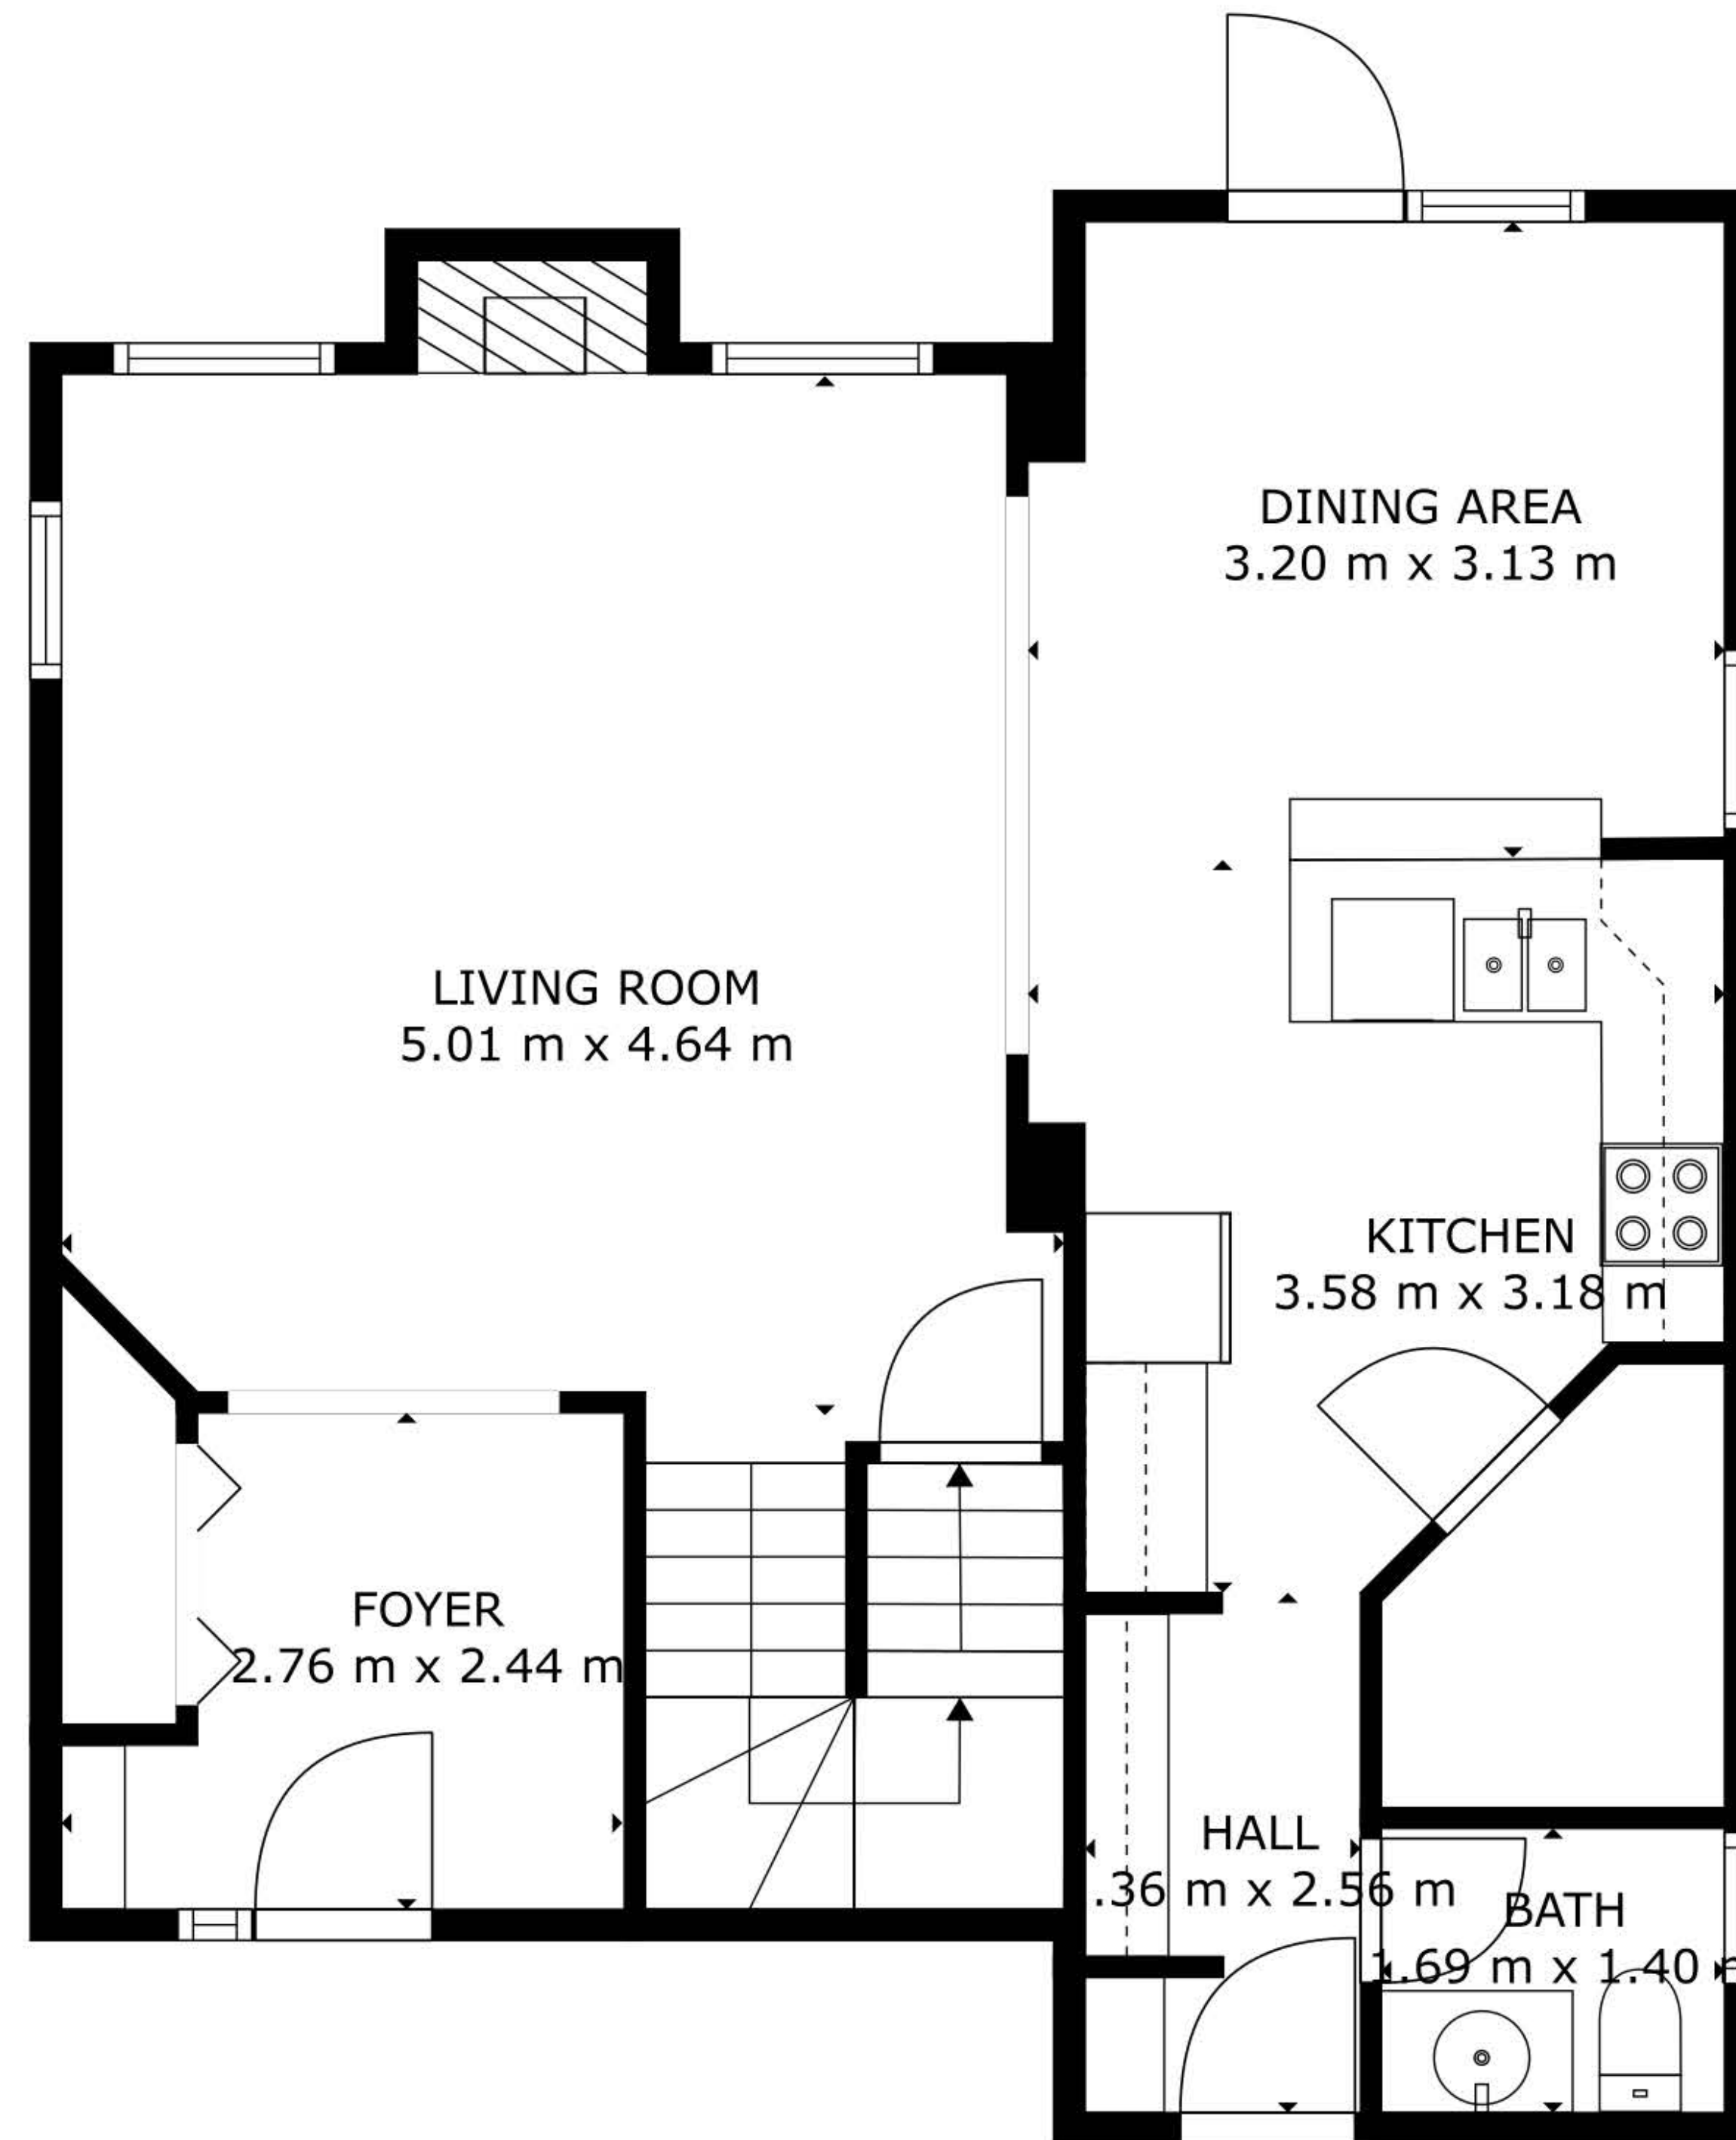 DINING AREA
3.20 m x 3.13 m
LIVING ROOM
5.01 m x 4.64 m
KITCHEN
3.58 m x 3.18 m
FOYER
2.76 m x 2.44 m
HALL
.36 m x 2.56 m
BATH
1.69 m x 1.40